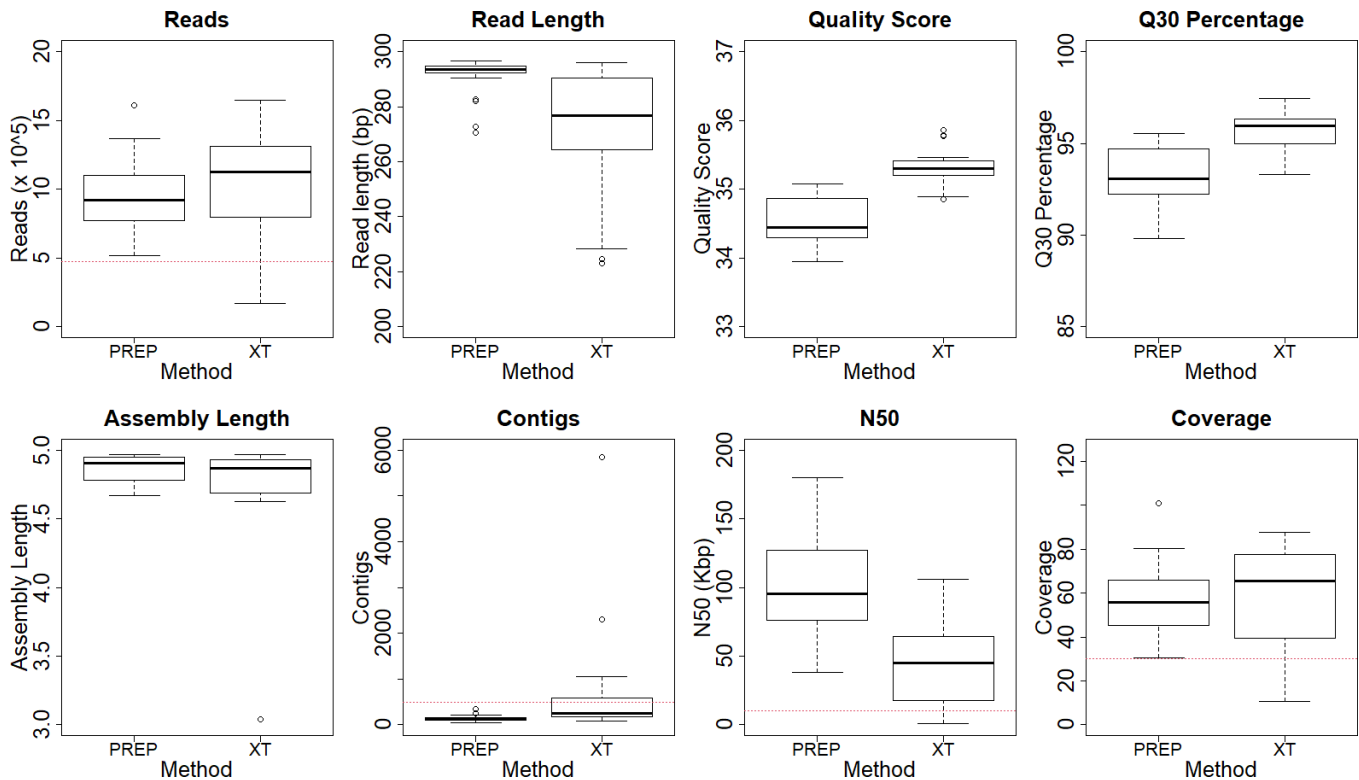 Reads
Reads (x 10^5)
0
5
10
15
20
PREP
XT
Method
Read Length
Read length (bp)
200
220
240
260
280
300
PREP
XT
Method
Quality Score
Quality Score
33
34
35
36
37
PREP
XT
Method
Q30 Percentage
Q30 Percentage
85
90
95
100
PREP
XT
Method
Assembly Length
Assembly Length
3.0
3.5
4.0
4.5
5.0
PREP
XT
Method
Contigs
Contigs
0
2000
4000
6000
PREP
XT
Method
N50
N50 (Kbp)
0
50
100
150
200
PREP
XT
Method
Coverage
Coverage
0
20
40
60
80
120
PREP
XT
Method